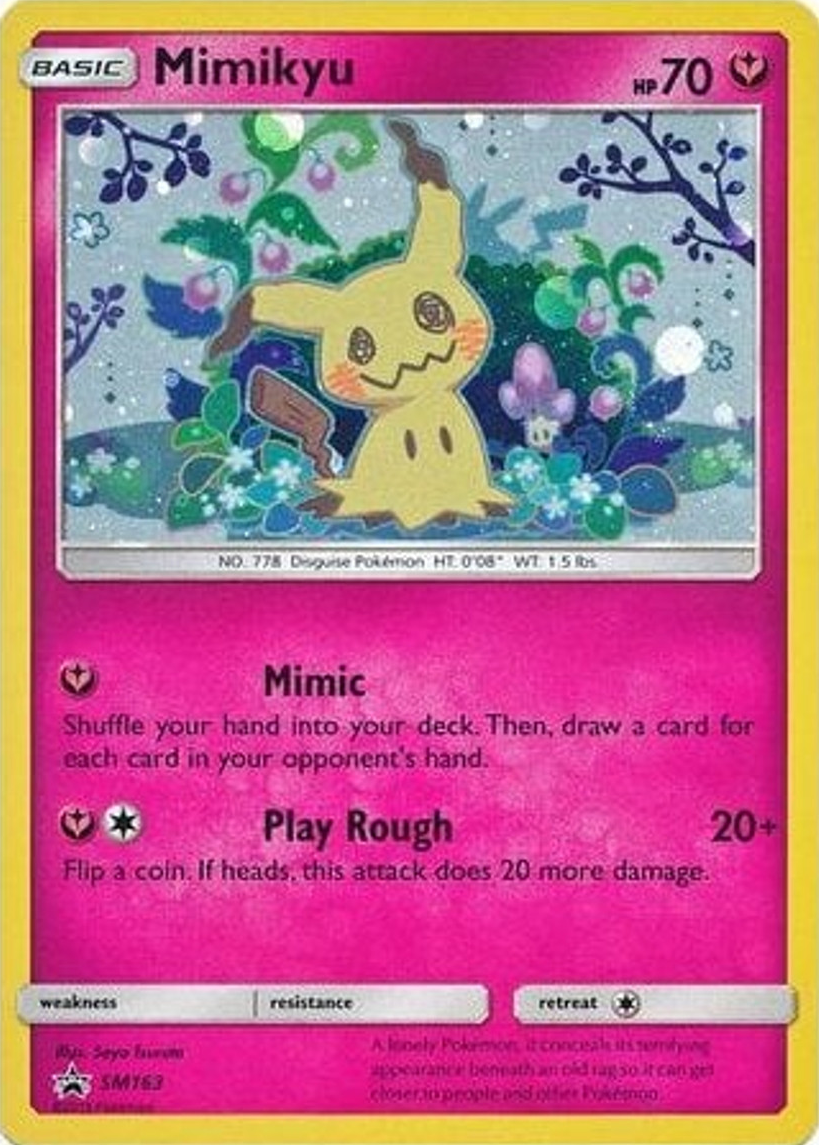 BASIC Mimikyu HP 70
NO. 778 Disguise Pokémon HT: 0'08" WT: 1.5 lbs.
Mimic
Shuffle your hand into your deck. Then, draw a card for
each card in your opponent's hand.
Play Rough 20+
Flip a coin. If heads, this attack does 20 more damage.
weakness resistance retreat
Illus. Saya Tsuruta
SM163
A lonely Pokémon, it conceals its terrifying
appearance beneath an old rag so it can get
closer to people and other Pokémon.